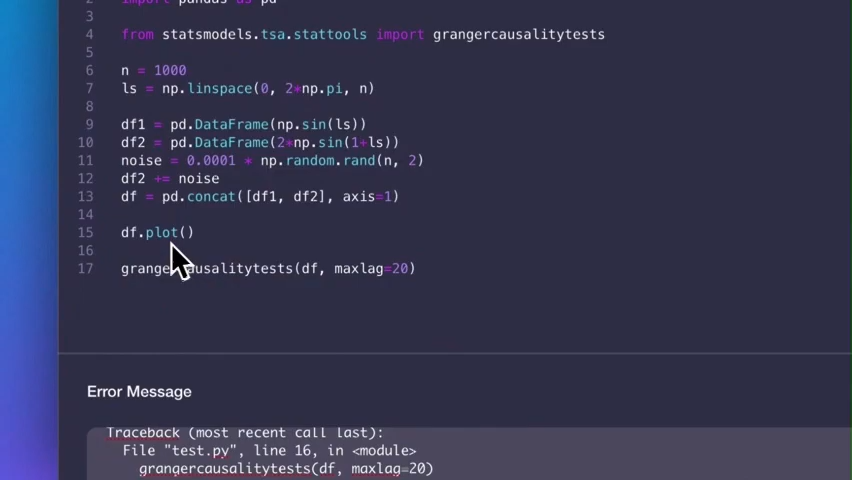 2 import pandas as pd
3
4 from statsmodels.tsa.stattools import grangercausalitytests
5
6 n = 1000
7 ls = np.linspace(0, 2*np.pi, n)
8
9 df1 = pd.DataFrame(np.sin(ls))
10 df2 = pd.DataFrame(2*np.sin(1+ls))
11 noise = 0.0001 * np.random.rand(n, 2)
12 df2 += noise
13 df = pd.concat([df1, df2], axis=1)
14
15 df.plot()
16
17 grangercausalitytests(df, maxlag=20)
Error Message
Traceback (most recent call last):
File "test.py", line 16, in <module>
grangercausalitytests(df, maxlag=20)